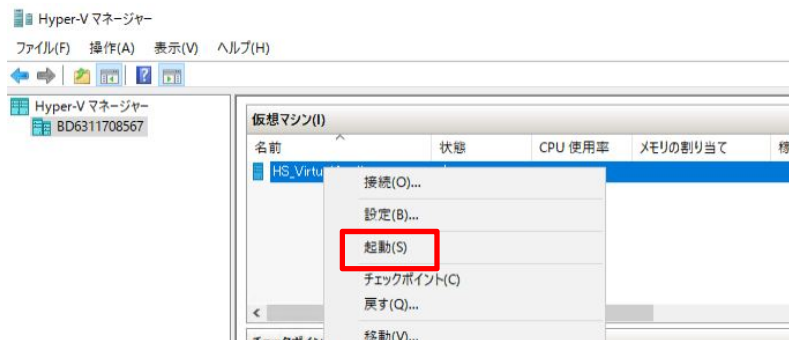 Hyper-V マネージャー
ファイル(F) 操作(A) 表示(V) ヘルプ(H)
Hyper-V マネージャー
BD6311708567
仮想マシン(I)
名前 状態 CPU 使用率 メモリの割り当て 稼
HS_Virtu
接続(O)...
設定(B)...
起動(S)
チェックポイント(C)
戻す(Q)...
移動(V)...